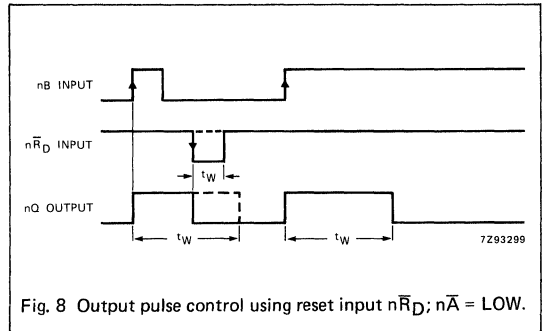 nB INPUT
nR̅D INPUT
tW
nQ OUTPUT
tW
tW
7Z93299
Fig. 8 Output pulse control using reset input nR̅D; nA̅ = LOW.